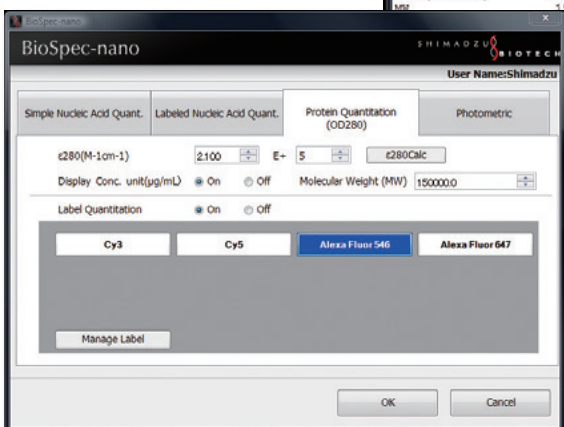 MW
BioSpec-nano
BioSpec-nano
SHIMADZU
BIOTECH
User Name:Shimadzu
Simple Nucleic Acid Quant.
Labeled Nucleic Acid Quant.
Protein Quantitation
(OD280)
Photometric
ε280(M-1cm-1) 2.100 E+ 5 ε280Calc
Display Conc. unit(μg/mL) On Off Molecular Weight (MW) 150000.0
Label Quantitation On Off
Cy3 Cy5 Alexa Fluor 546 Alexa Fluor 647
Manage Label
OK Cancel